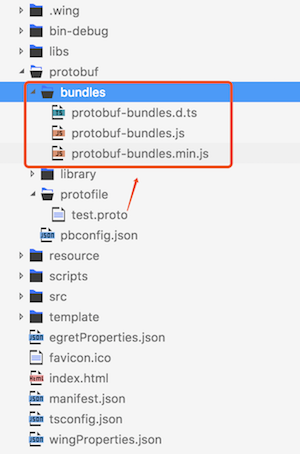 .wing
bin-debug
libs
protobuf
bundles
protobuf-bundles.d.ts
protobuf-bundles.js
protobuf-bundles.min.js
library
protofile
test.proto
pbconfig.json
resource
scripts
src
template
egretProperties.json
favicon.ico
index.html
manifest.json
tsconfig.json
wingProperties.json